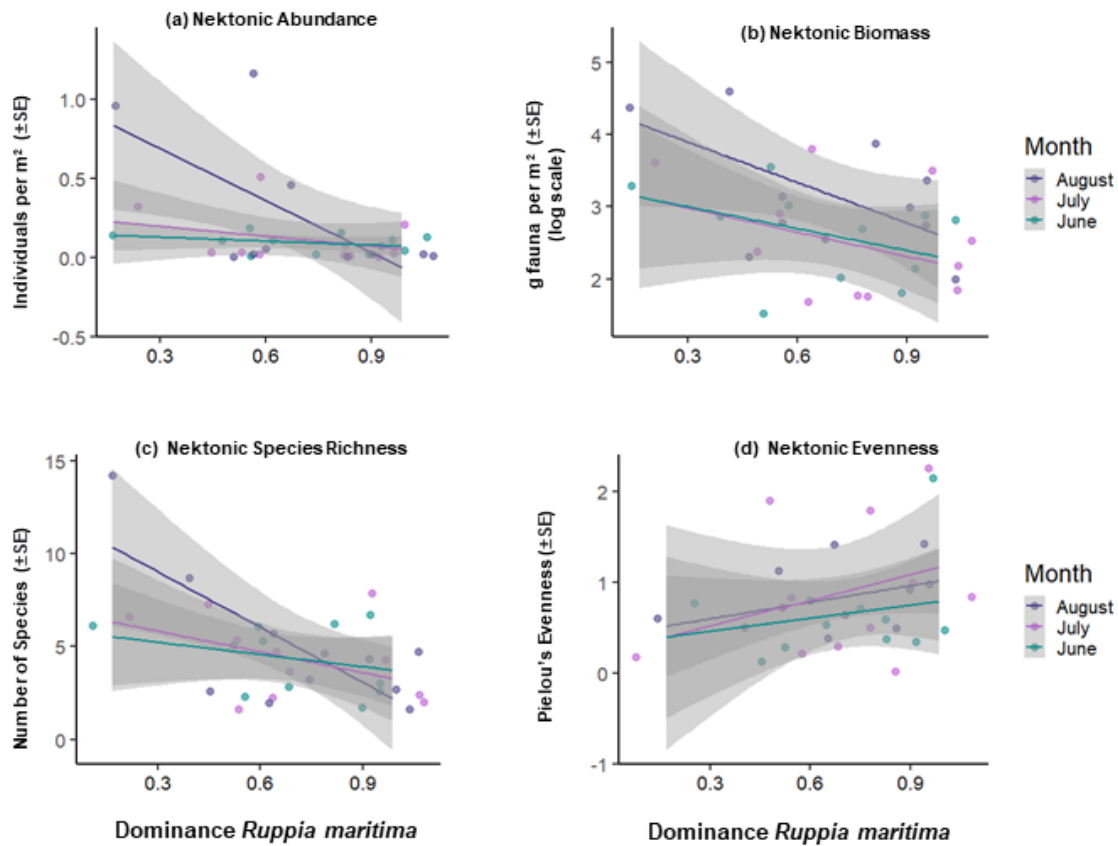 (a) Nektonic Abundance
Individuals per m² (±SE)
1.0
0.5
0.0
-0.5
0.3 0.6 0.9
(b) Nektonic Biomass
g fauna per m² (±SE)
(log scale)
5
4
3
2
0.3 0.6 0.9
Month
August
July
June
(c) Nektonic Species Richness
Number of Species (±SE)
15
10
5
0
0.3 0.6 0.9
Dominance Ruppia maritima
(d) Nektonic Evenness
Pielou's Evenness (±SE)
2
1
0
-1
0.3 0.6 0.9
Dominance Ruppia maritima
Month
August
July
June